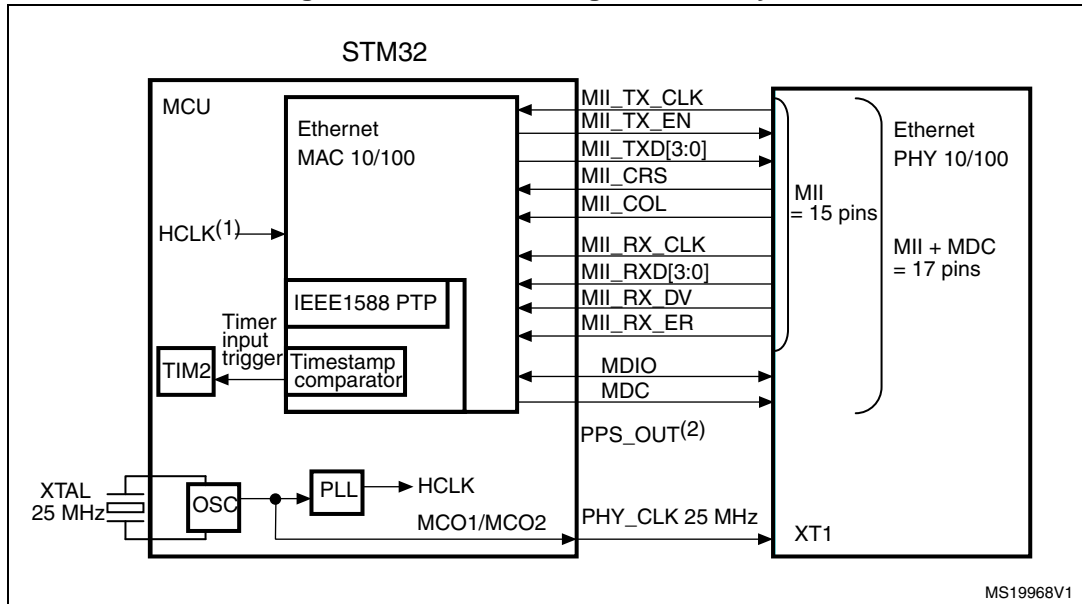 STM32
MCU
Ethernet
MAC 10/100
HCLK(1)
IEEE1588 PTP
Timer
input
trigger
TIM2
Timestamp
comparator
XTAL
25 MHz
OSC
PLL
HCLK
MCO1/MCO2
MII_TX_CLK
MII_TX_EN
MII_TXD[3:0]
MII_CRS
MII_COL
MII_RX_CLK
MII_RXD[3:0]
MII_RX_DV
MII_RX_ER
MDIO
MDC
PPS_OUT(2)
PHY_CLK 25 MHz
MII
= 15 pins
Ethernet
PHY 10/100
MII + MDC
= 17 pins
XT1
MS19968V1